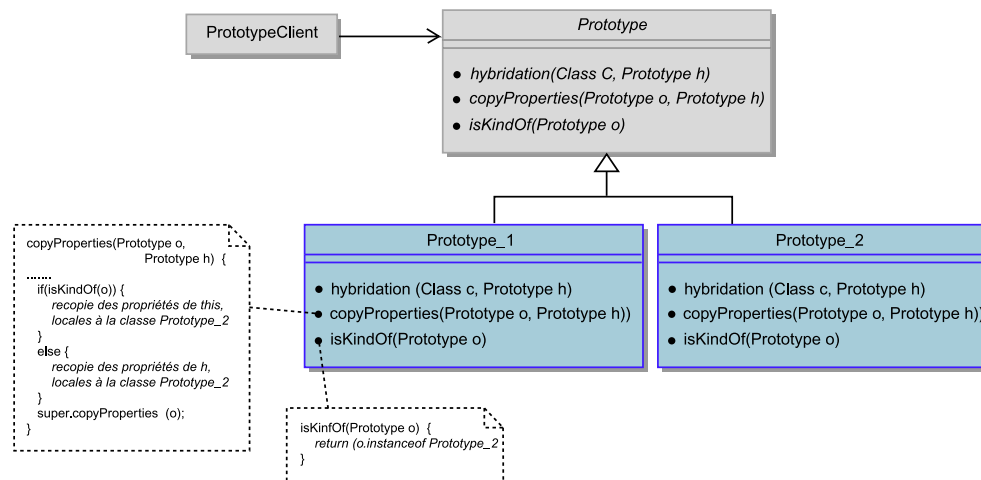 PrototypeClient
Prototype
● hybridation(Class C, Prototype h)
● copyProperties(Prototype o, Prototype h)
● isKindOf(Prototype o)
Prototype_1
● hybridation (Class c, Prototype h)
● copyProperties(Prototype o, Prototype h))
● isKindOf(Prototype o)
Prototype_2
● hybridation (Class c, Prototype h)
● copyProperties(Prototype o, Prototype h))
● isKindOf(Prototype o)
copyProperties(Prototype o,
Prototype h) {
.......
if(isKindOf(o)) {
recopie des propriétés de this,
locales à la classe Prototype_2
}
else {
recopie des propriétés de h,
locales à la classe Prototype_2
}
super.copyProperties (o);
}
isKinfOf(Prototype o) {
return (o.instanceof Prototype_2
}